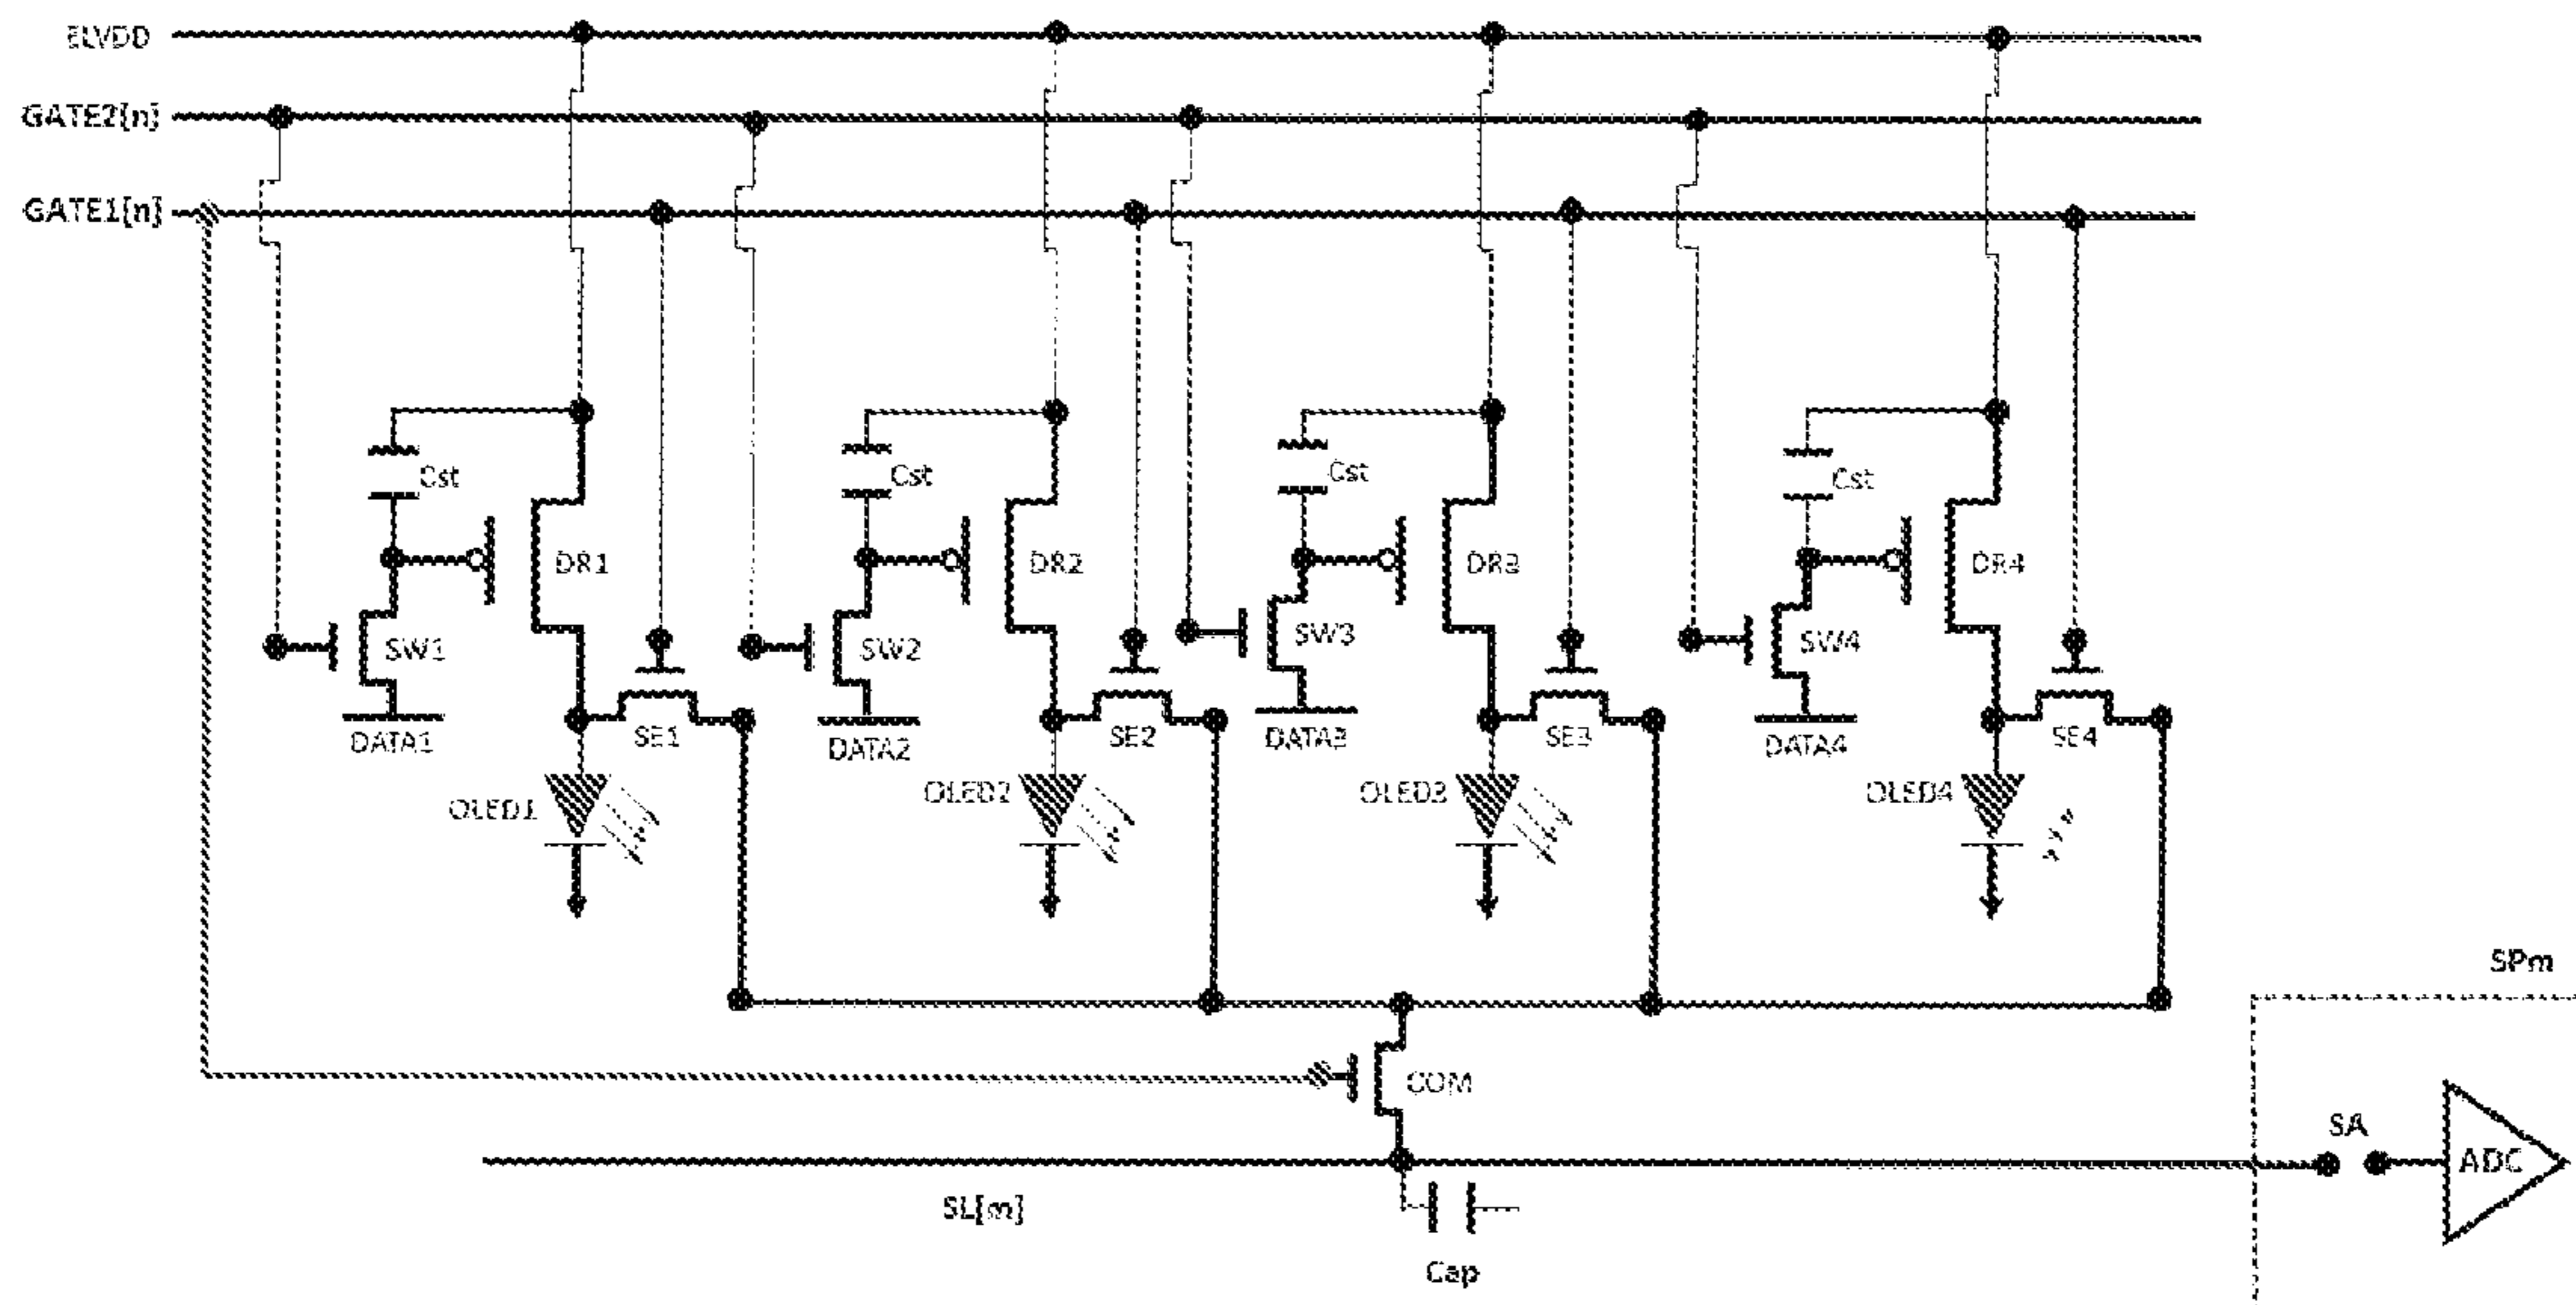 ELVDD
GATE2[n]
GATE1[n]
Cst Cst Cst Cst
DR1 DR2 DR3 DR4
SW1 SW2 SW3 SW4
SE1 SE2 SE3 SE4
DATA1 DATA2 DATA3 DATA4
OLED1 OLED2 OLED3 OLED4
SPm
COM
SA
ADC
SL[m]
Cap